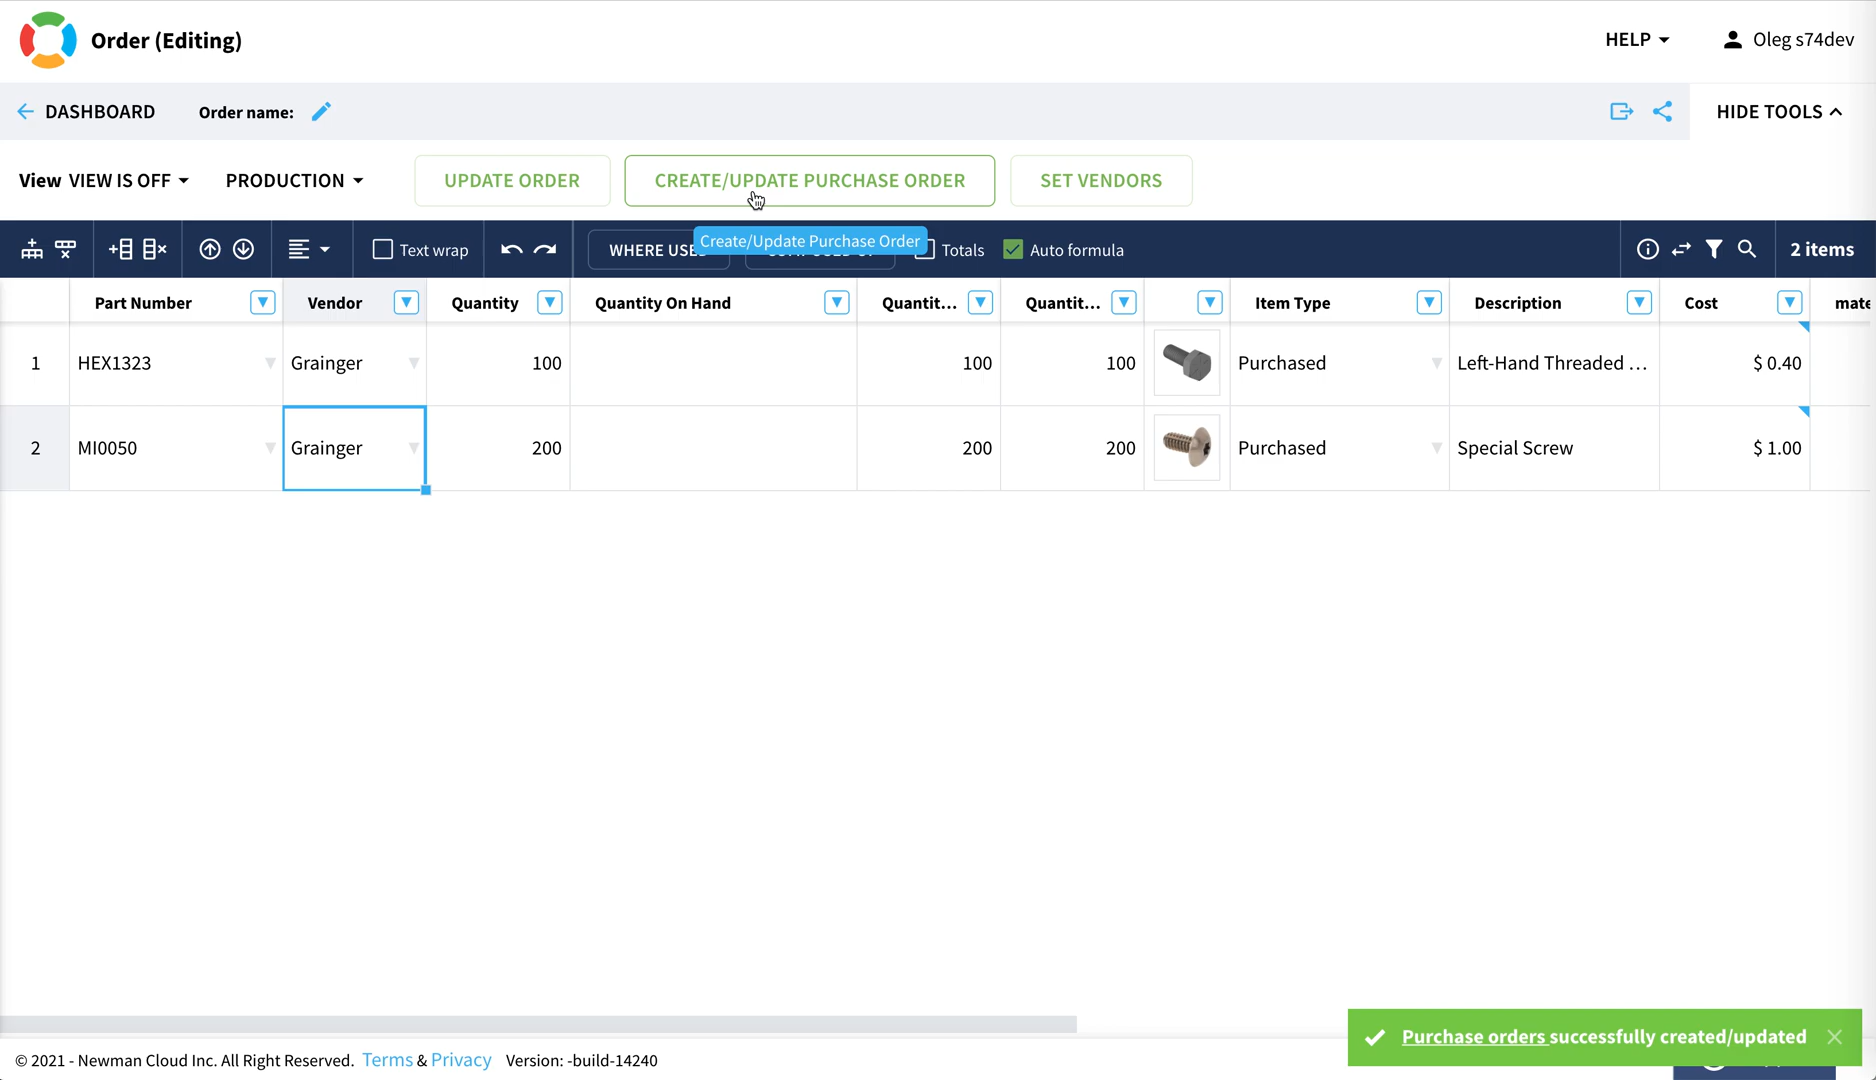 Order (Editing)
HELP
Oleg s74dev
DASHBOARD
Order name:
HIDE TOOLS
View VIEW IS OFF
PRODUCTION
UPDATE ORDER
CREATE/UPDATE PURCHASE ORDER
SET VENDORS
Text wrap
WHERE USE
Create/Update Purchase Order
Totals
Auto formula
2 items
Part Number
Vendor
Quantity
Quantity On Hand
Quantit...
Quantit...
Item Type
Description
Cost
mate
1 HEX1323 Grainger 100 100 100 Purchased Left-Hand Threaded ... $ 0.40
2 MI0050 Grainger 200 200 200 Purchased Special Screw $ 1.00
Purchase orders successfully created/updated
© 2021 - Newman Cloud Inc. All Right Reserved. Terms & Privacy Version: -build-14240